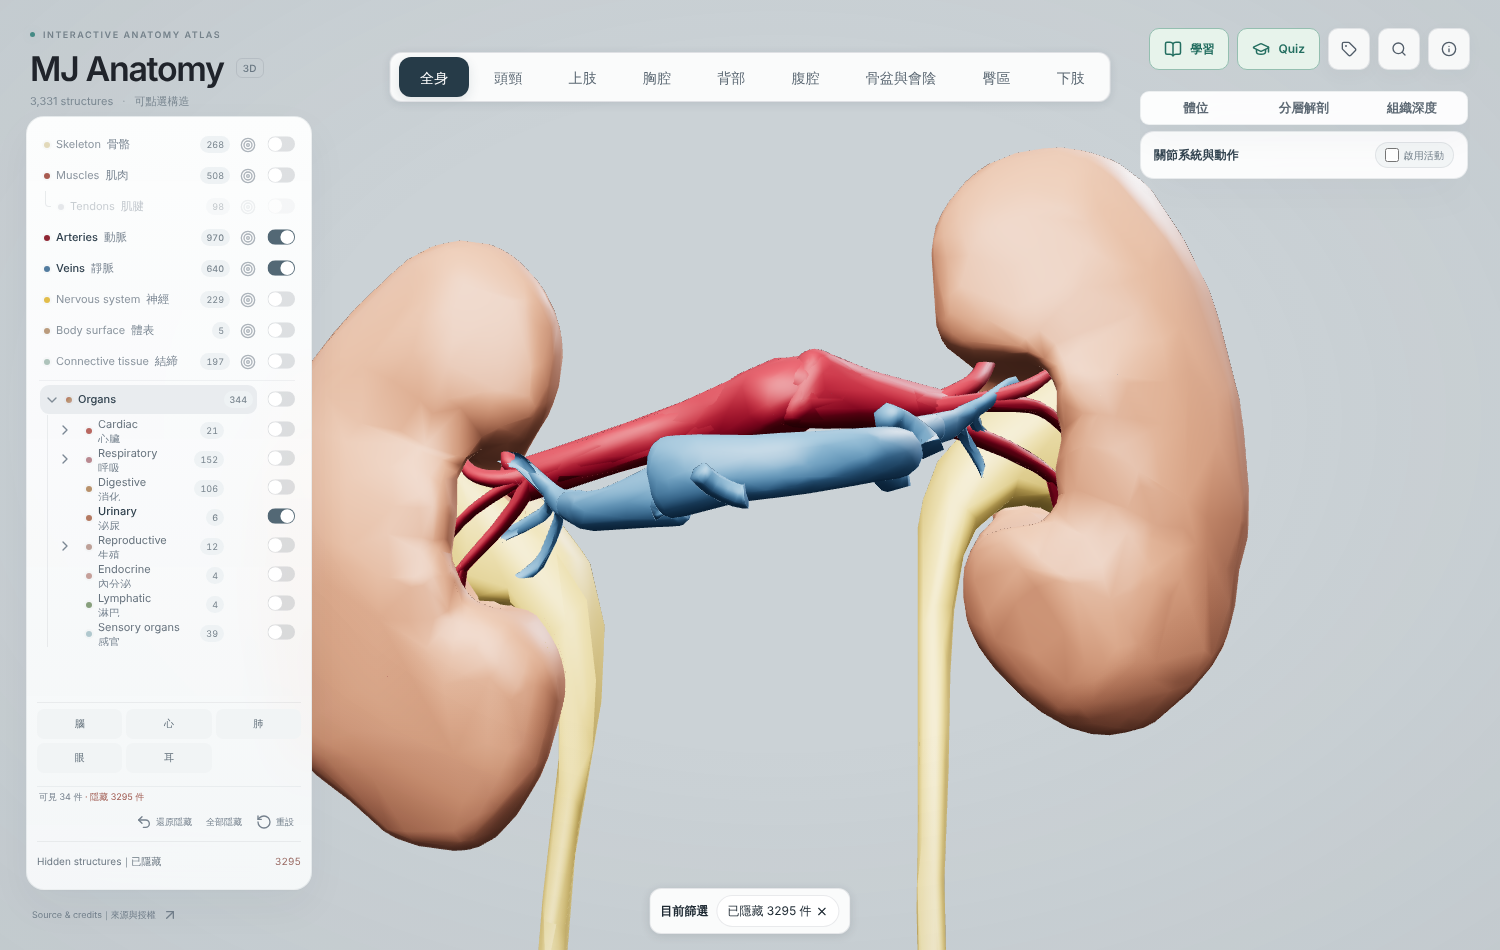 INTERACTIVE ANATOMY ATLAS
MJ Anatomy 3D
3,331 structures · 可點選構造
全身 頭頸 上肢 胸腔 背部 腹腔 骨盆與會陰 臀區 下肢
學習 Quiz
體位 分層解剖 組織深度
關節系統與動作 啟用活動
Skeleton 骨骼 268
Muscles 肌肉 508
Tendons 肌腱 98
Arteries 動脈 970
Veins 靜脈 640
Nervous system 神經 229
Body surface 體表 5
Connective tissue 結締 197
Organs 344
Cardiac 21
心臟
Respiratory 152
呼吸
Digestive 106
消化
Urinary 6
泌尿
Reproductive 12
生殖
Endocrine 4
內分泌
Lymphatic 4
淋巴
Sensory organs 39
感官
腦 心 肺
眼 耳
可見 34 件 · 隱藏 3295 件
還原隱藏 全部隱藏 重設
Hidden structures | 已隱藏 3295
Source & credits | 來源與授權
目前篩選 已隱藏 3295 件 ×